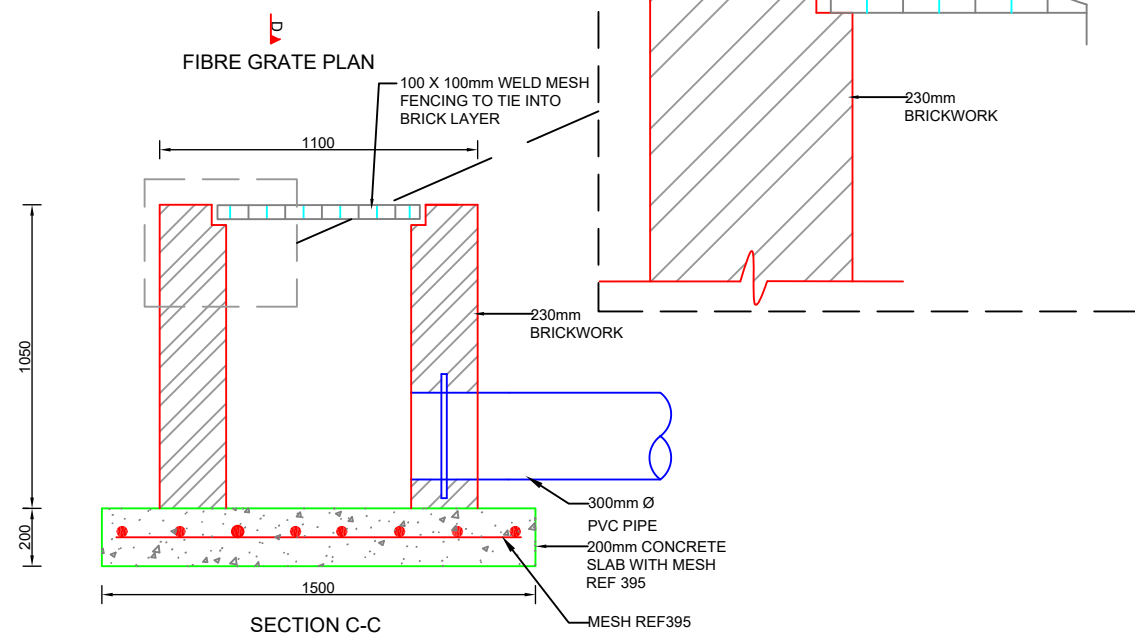 D
FIBRE GRATE PLAN
100 X 100mm WELD MESH
FENCING TO TIE INTO
BRICK LAYER
230mm
BRICKWORK
1100
230mm
BRICKWORK
1050
300mm Ø
PVC PIPE
200
200mm CONCRETE
SLAB WITH MESH
REF 395
1500
MESH REF395
SECTION C-C